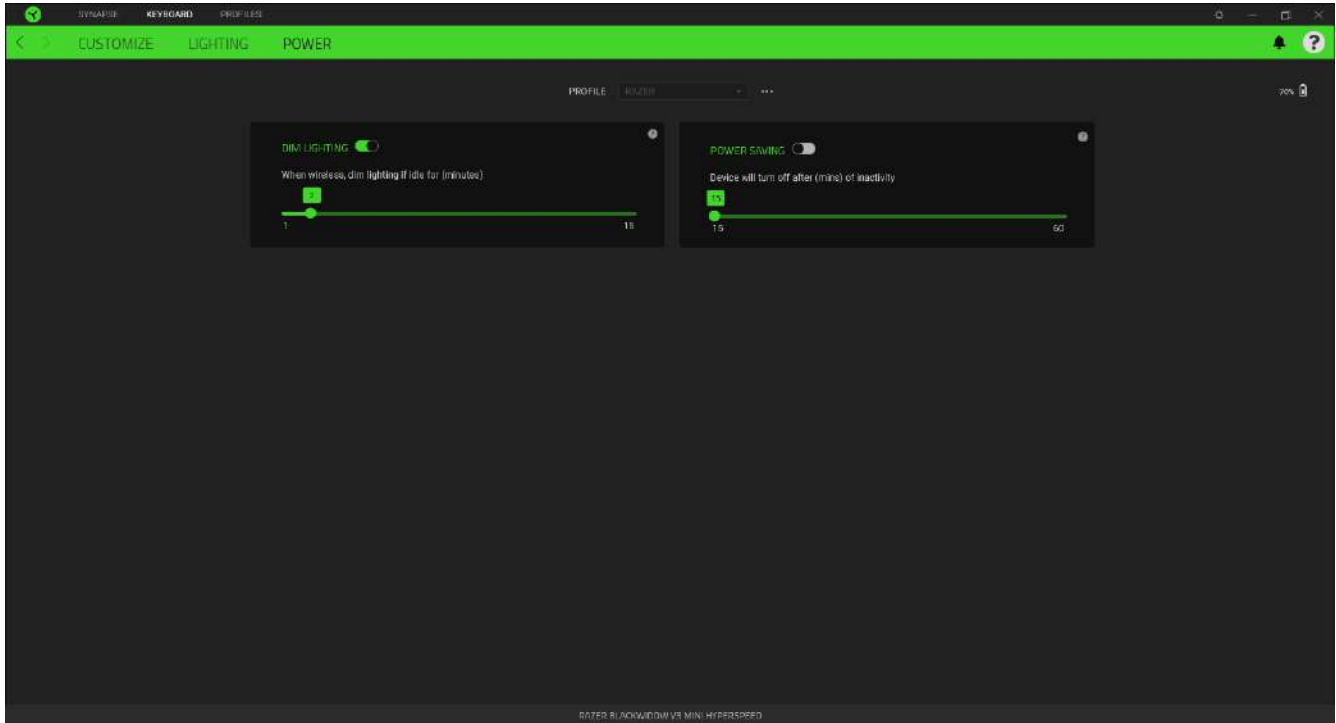 SYNAPSE KEYBOARD PROFILES
CUSTOMIZE LIGHTING POWER
?
PROFILE RAZER ...
70%
DIM LIGHTING
When wireless, dim lighting if idle for (minutes)
2
1 15
POWER SAVING
Device will turn off after (mins) of inactivity
15
15 60
RAZER BLACKWIDOW V3 MINI HYPERSPEED